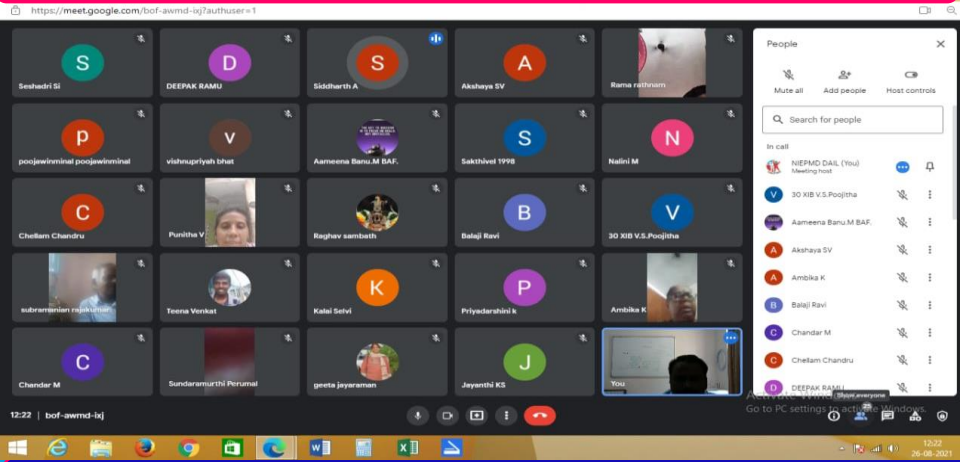 https://meet.google.com/bof-awmd-ixj?authuser=1
S
Seshadri Si
D
DEEPAK RAMU
S
Siddharth A
A
Akshaya SV
Rama rathnam
P
poojawinminal poojawinminal
v
vishnupriyah bhat
Aameena Banu.M BAF.
S
Sakthivel 1998
N
Nalini M
C
Chellam Chandru
Punitha V
Raghav sambath
B
Balaji Ravi
V
30 XIB V.S.Poojitha
subramanian rajakumar
Teena Venkat
K
Kalai Selvi
P
Priyadarshini k
Ambika K
C
Chandar M
Sundaramurthi Perumal
geeta jayaraman
J
Jayanthi KS
You
People
Mute all
Add people
Host controls
Search for people
In call
NIEPMD DAIL (You)
Meeting host
V
30 XIB V.S.Poojitha
Aameena Banu.M BAF.
A
Akshaya SV
A
Ambika K
B
Balaji Ravi
C
Chandar M
C
Chellam Chandru
D
DEEPAK RAMU
Show everyone
Activate Windows
Go to PC settings to activate Windows.
12:22 | bof-awmd-ixj
12:22
26-08-2021